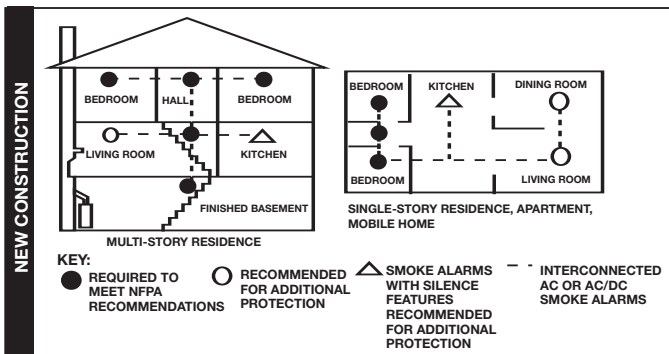 NEW CONSTRUCTION
BEDROOM
HALL
BEDROOM
LIVING ROOM
KITCHEN
FINISHED BASEMENT
MULTI-STORY RESIDENCE
BEDROOM
KITCHEN
DINING ROOM
BEDROOM
LIVING ROOM
SINGLE-STORY RESIDENCE, APARTMENT,
MOBILE HOME
KEY:
REQUIRED TO
MEET NFPA
RECOMMENDATIONS
RECOMMENDED
FOR ADDITIONAL
PROTECTION
SMOKE ALARMS
WITH SILENCE
FEATURES
RECOMMENDED
FOR ADDITIONAL
PROTECTION
INTERCONNECTED
AC OR AC/DC
SMOKE ALARMS